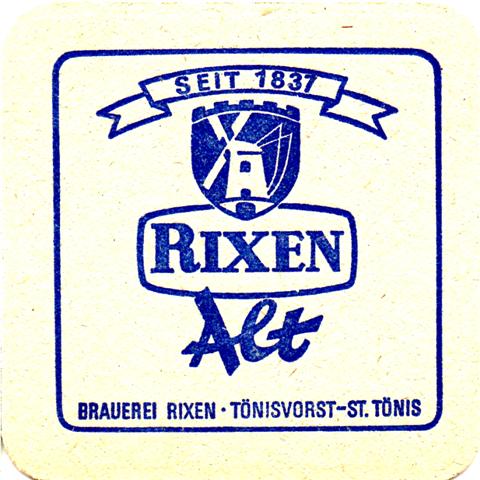 SEIT 1837
RIXEN
Alt
BRAUEREI RIXEN · TÖNISVORST-ST. TÖNIS